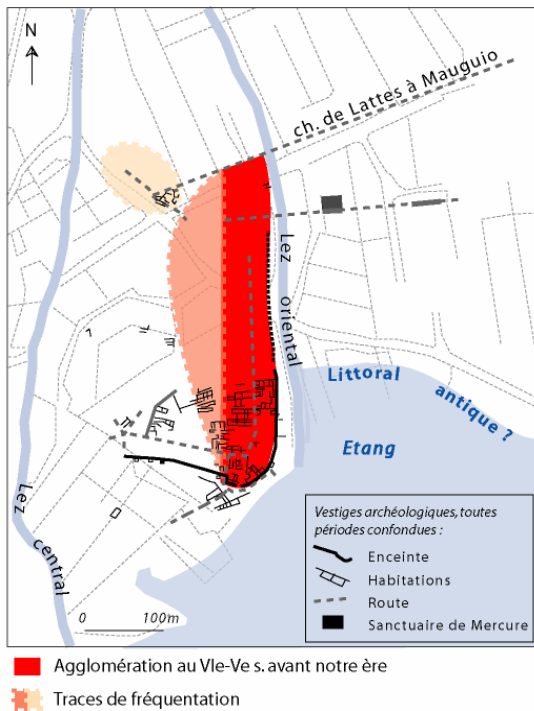 N
ch. de Lattes à Mauguio
Lez oriental
Littoral
antique ?
Etang
Lez central
Vestiges archéologiques, toutes
périodes confondues :
Enceinte
Habitations
Route
Sanctuaire de Mercure
0 100 m
Agglomération au VIe-Ve s. avant notre ère
Traces de fréquentation